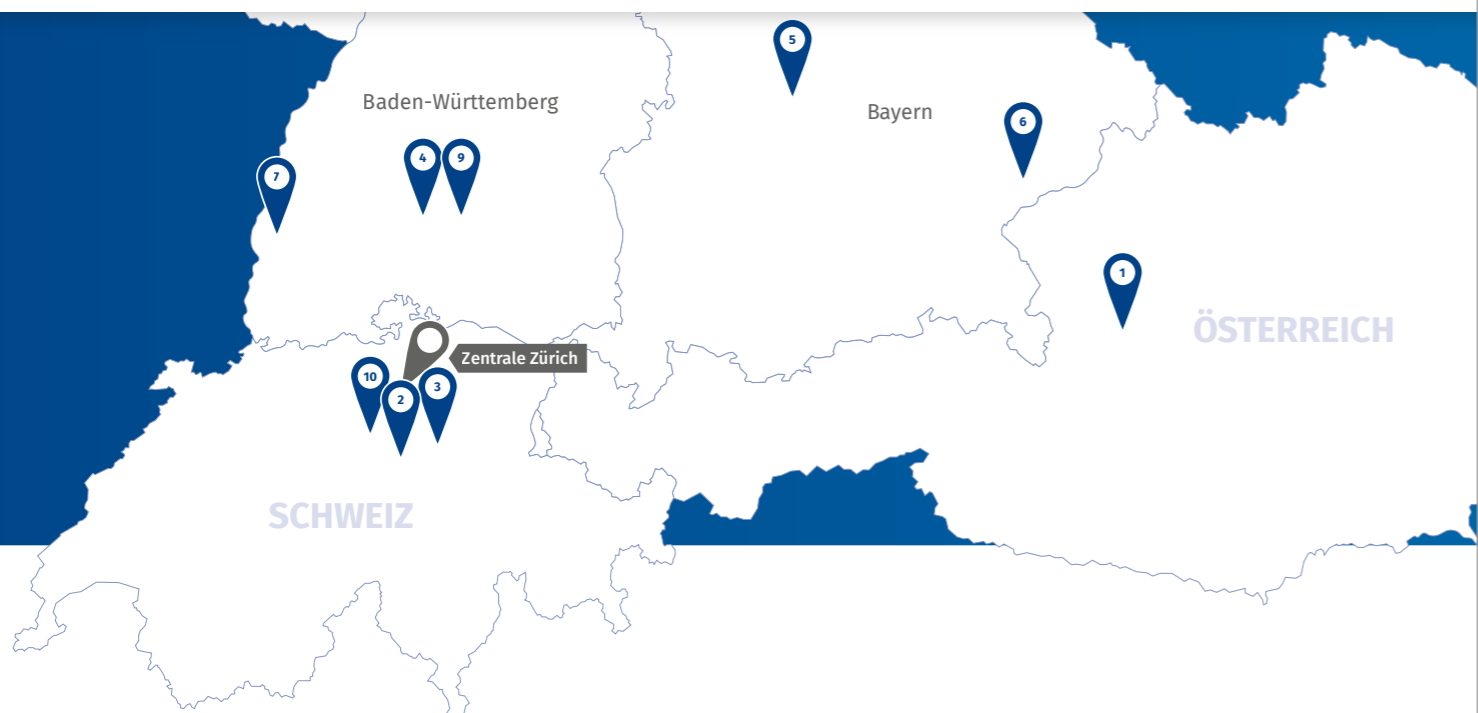 5
Baden-Württemberg
Bayern
6
4
9
7
1
ÖSTERREICH
Zentrale Zürich
10
3
2
SCHWEIZ